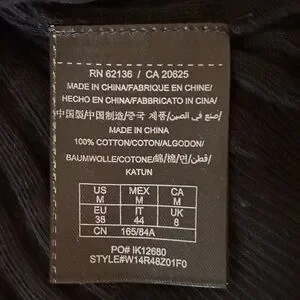 RN 62136 / CA 20625
MADE IN CHINA/FABRIQUE EN CHINE/
HECHO EN CHINA/FABBRICATO IN CINA/
中国製/中国制造/중국 제품/صنع في الصين/
MADE IN CHINA
100% COTTON/COTON/ALGODON/
BAUMWOLLE/COTONE/綿/棉/면/قطن/
KATUN
US M MEX M CA M
EU 38 IT 44 UK 8
CN 165/84A
PO# IK12680
STYLE#W14R48Z01F0